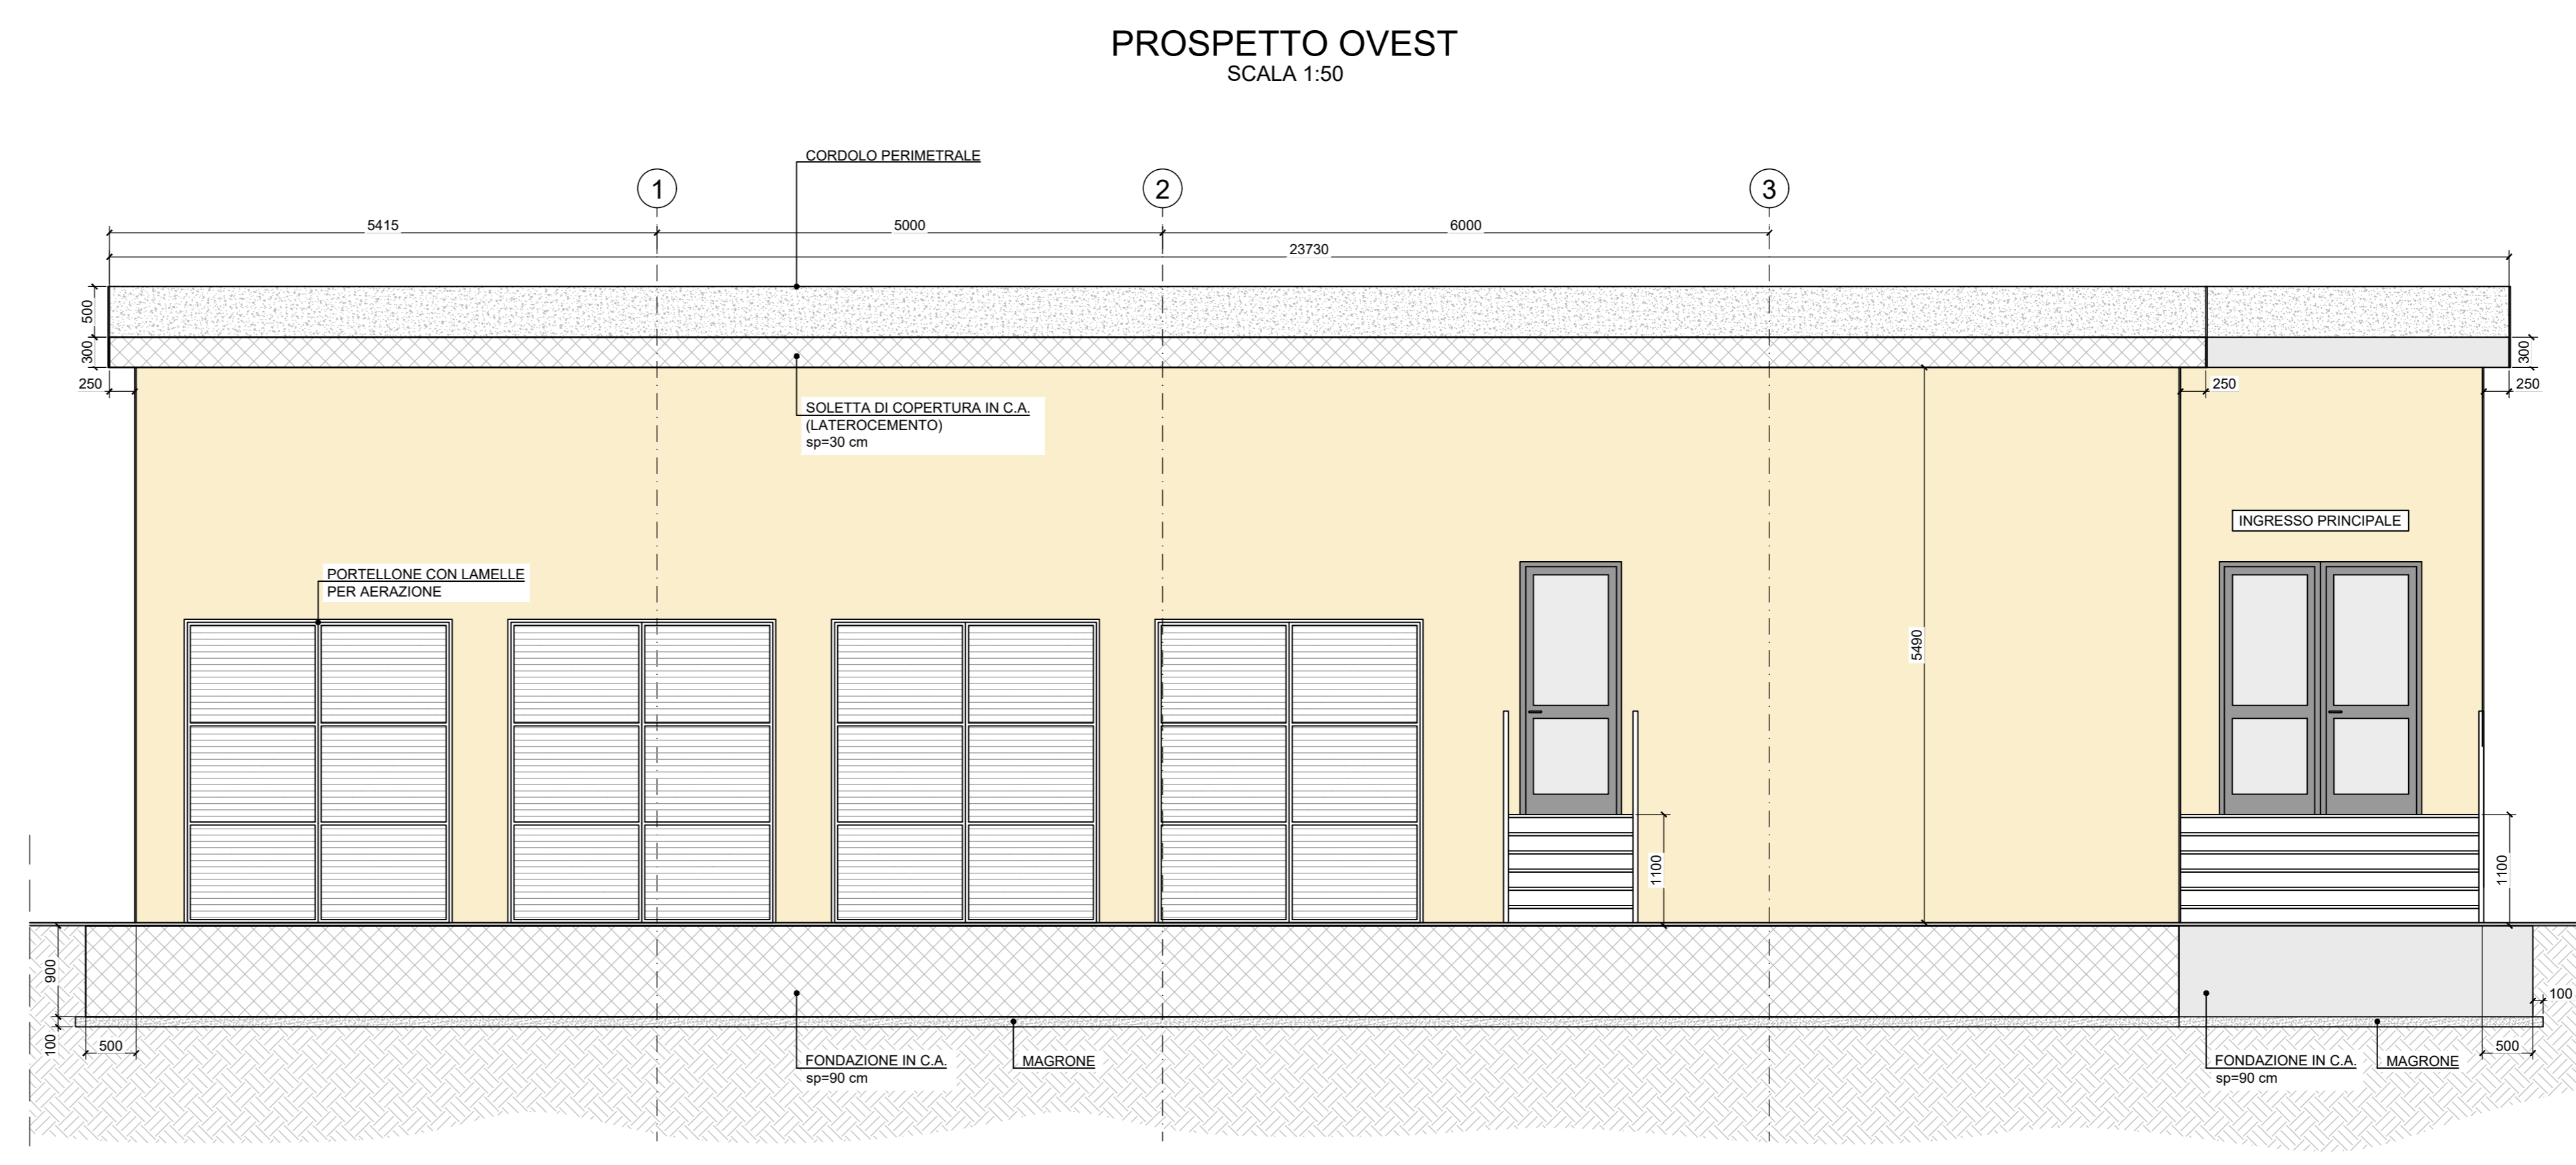 PROSPETTO OVEST
SCALA 1:50
CORDOLO PERIMETRALE
1
2
3
5415
5000
6000
23730
500
300
300
250
250
250
SOLETTA DI COPERTURA IN C.A.
(LATEROCEMENTO)
sp=30 cm
INGRESSO PRINCIPALE
PORTELLONE CON LAMELLE
PER AERAZIONE
5490
1100
1100
900
100
100
500
500
FONDAZIONE IN C.A.
sp=90 cm
MAGRONE
FONDAZIONE IN C.A.
sp=90 cm
MAGRONE